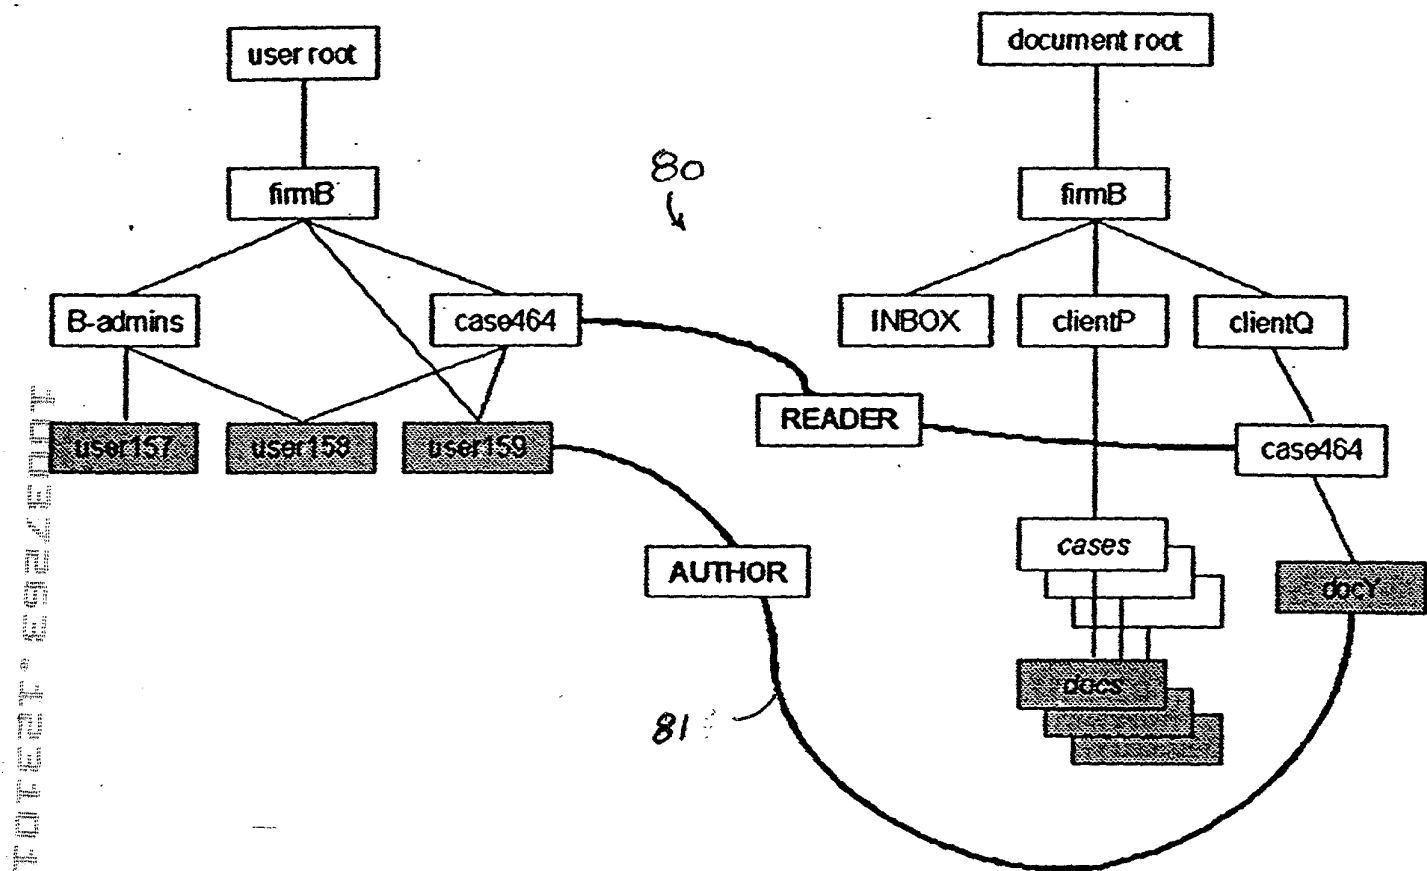 user root
document root
80
firmB
firmB
B-admins
case464
INBOX
clientP
clientQ
READER
user157
user158
user159
case464
cases
AUTHOR
docY
docs
81